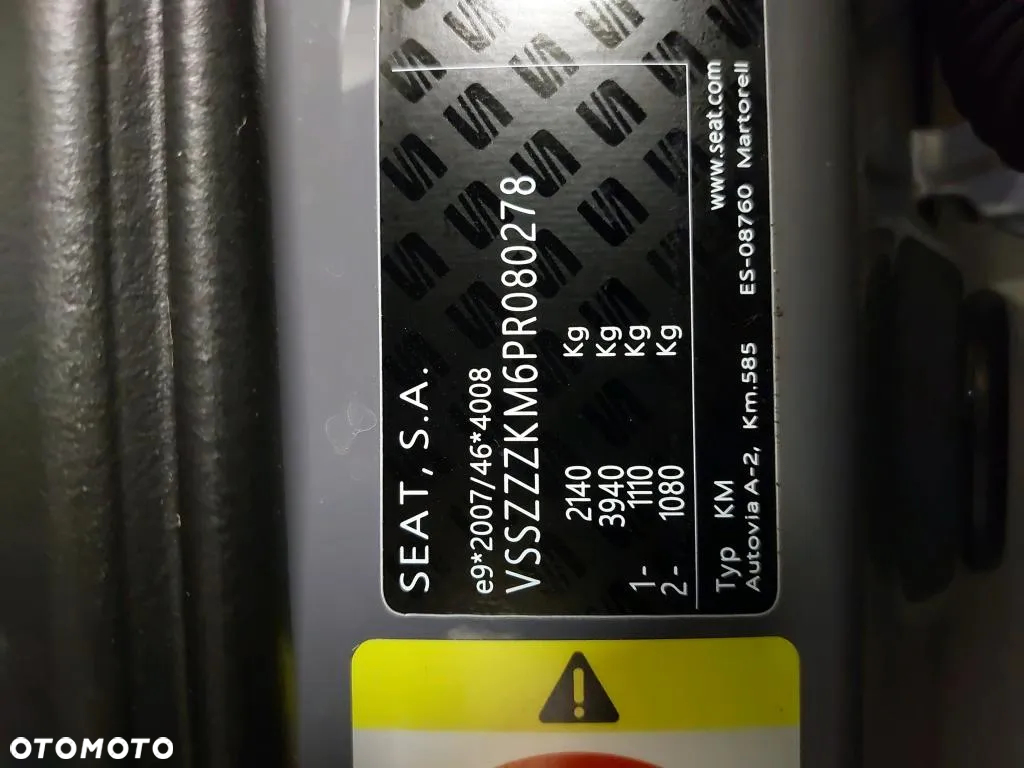 SEAT, S.A.
e9*2007/46*4008
VSSZZZKM6PR080278
2140 Kg
3940 Kg
1- 1110 Kg
2- 1080 Kg
Typ KM www.seat.com
Autovia A-2, Km.585 ES-08760 Martorell
OTOMOTO